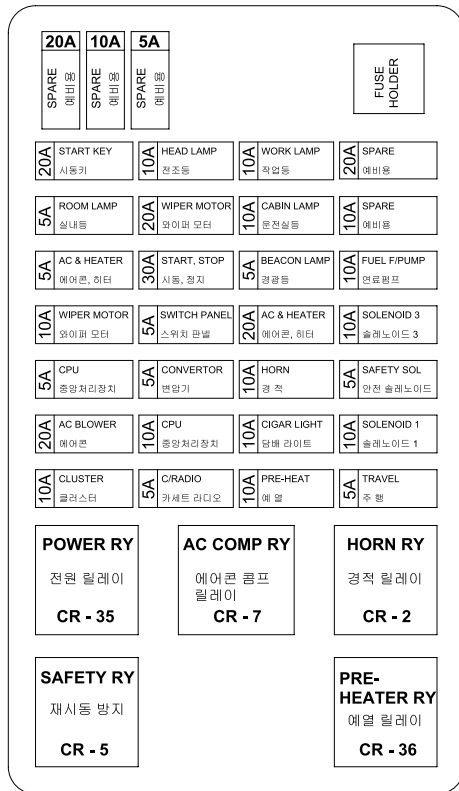 20A 10A 5A
SPARE 예비용
SPARE 예비용
SPARE 예비용
FUSE HOLDER
20A START KEY 시동키
10A HEAD LAMP 전조등
10A WORK LAMP 작업등
20A SPARE 예비용
5A ROOM LAMP 실내등
20A WIPER MOTOR 와이퍼 모터
10A CABIN LAMP 운전실등
10A SPARE 예비용
5A AC & HEATER 에어콘, 히터
30A START, STOP 시동, 정지
5A BEACON LAMP 경광등
10A FUEL F/PUMP 연료펌프
10A WIPER MOTOR 와이퍼 모터
5A SWITCH PANEL 스위치 판넬
20A AC & HEATER 에어콘, 히터
10A SOLENOID 3 솔레노이드 3
5A CPU 중앙처리장치
5A CONVERTOR 변압기
10A HORN 경 적
5A SAFETY SOL 안전 솔레노이드
20A AC BLOWER 에어콘
10A CPU 중앙처리장치
10A CIGAR LIGHT 담배 라이트
10A SOLENOID 1 솔레노이드 1
10A CLUSTER 클러스터
5A C/RADIO 카세트 라디오
10A PRE-HEAT 예 열
5A TRAVEL 주 행
POWER RY
전원 릴레이
CR - 35
AC COMP RY
에어콘 콤프
릴레이
CR - 7
HORN RY
경적 릴레이
CR - 2
SAFETY RY
재시동 방지
CR - 5
PRE-
HEATER RY
예열 릴레이
CR - 36